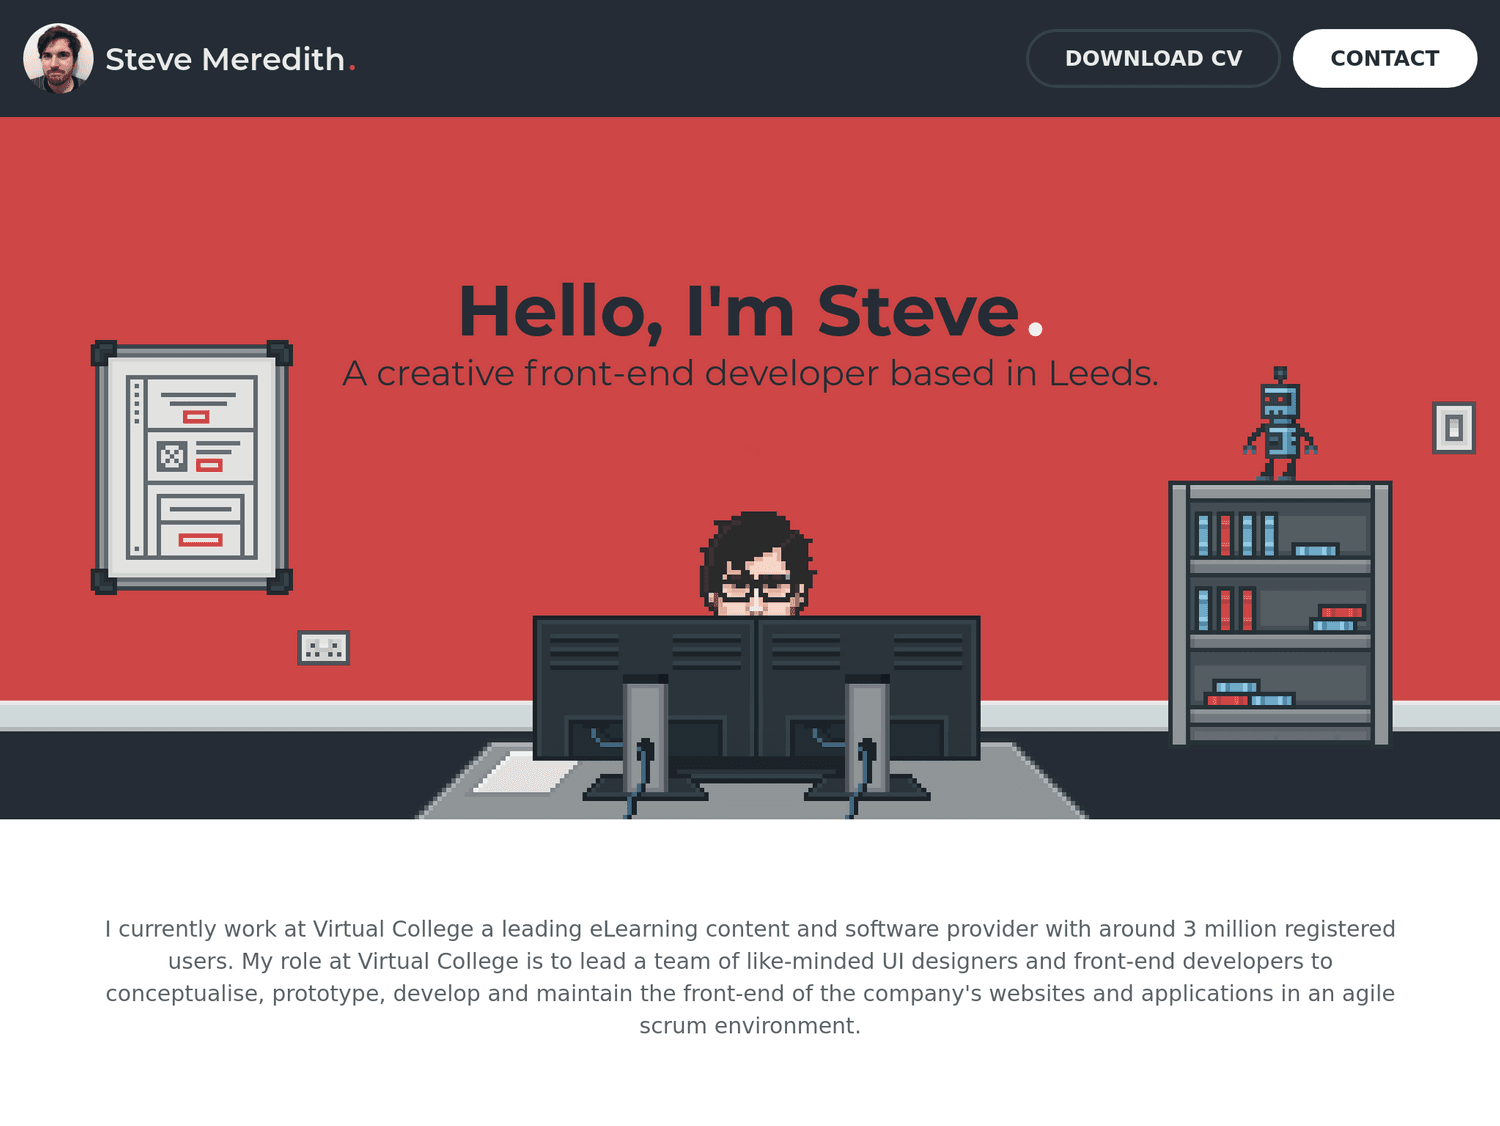 Steve Meredith.
DOWNLOAD CV
CONTACT
Hello, I'm Steve.
A creative front-end developer based in Leeds.
I currently work at Virtual College a leading eLearning content and software provider with around 3 million registered
users. My role at Virtual College is to lead a team of like-minded UI designers and front-end developers to
conceptualise, prototype, develop and maintain the front-end of the company's websites and applications in an agile
scrum environment.